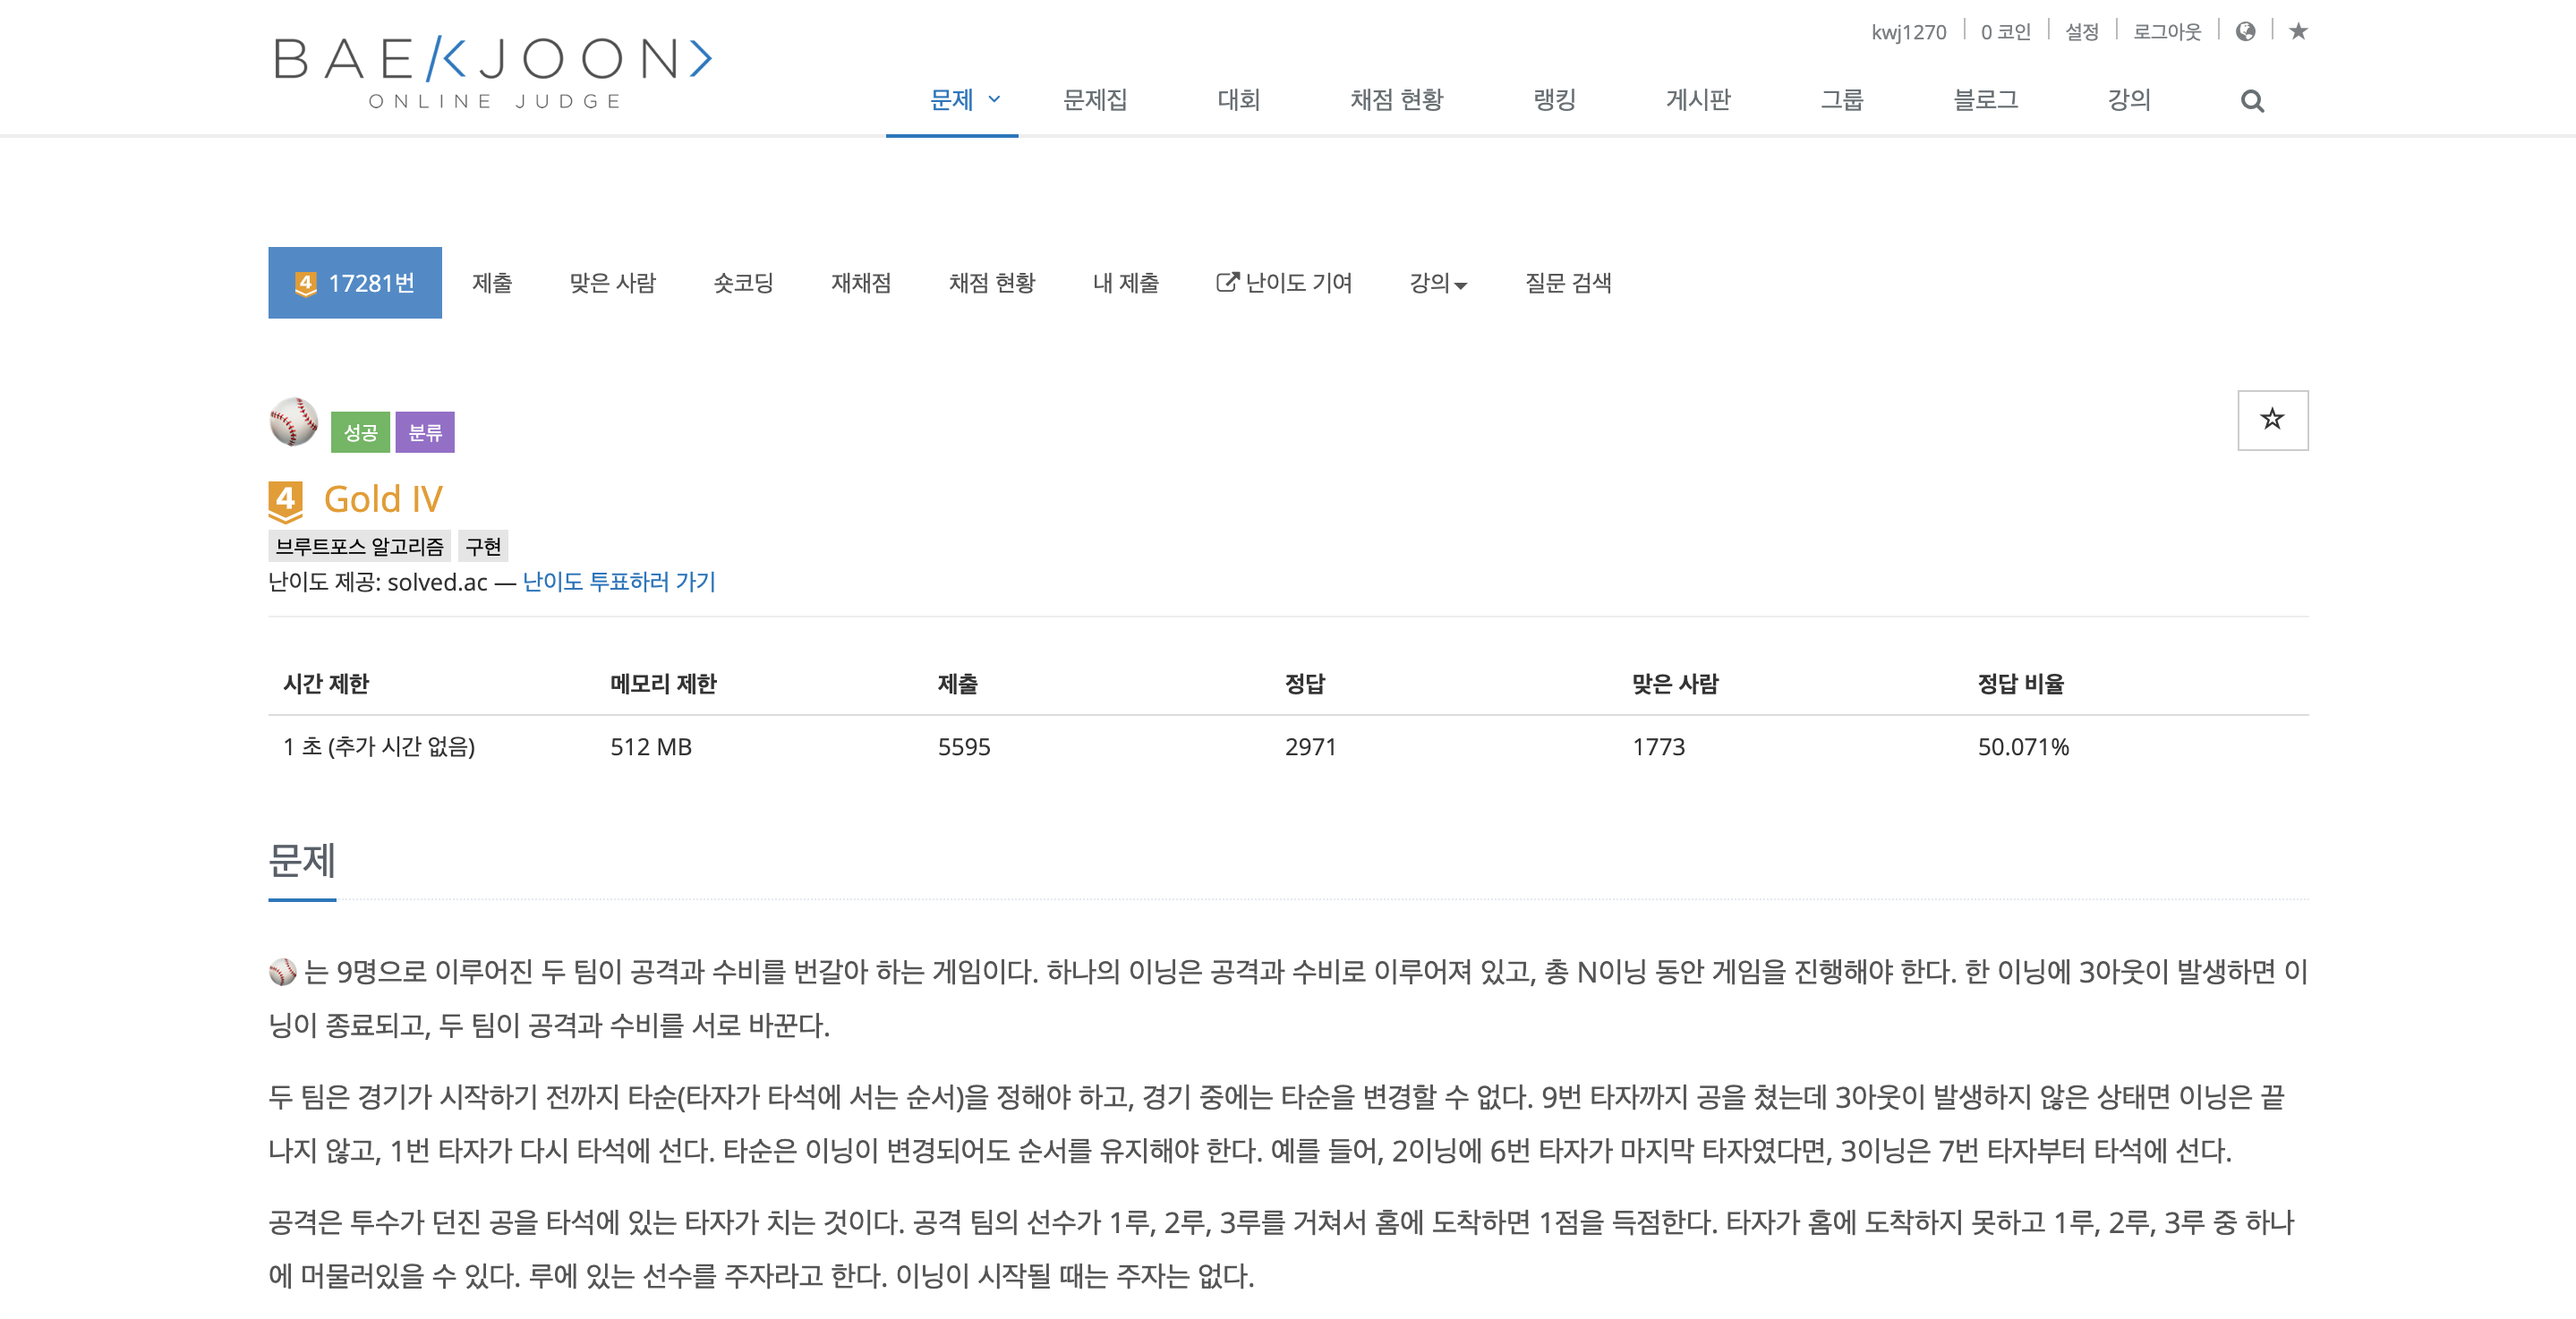 kwj1270 0 코인 설정 로그아웃
BAEKJOON
ONLINE JUDGE
문제 문제집 대회 채점 현황 랭킹 게시판 그룹 블로그 강의
4 17281번 제출 맞은 사람 숏코딩 재채점 채점 현황 내 제출 난이도 기여 강의 질문 검색
성공 분류
4 Gold IV
브루트포스 알고리즘 구현
난이도 제공: solved.ac — 난이도 투표하러 가기
시간 제한 메모리 제한 제출 정답 맞은 사람 정답 비율
1 초 (추가 시간 없음) 512 MB 5595 2971 1773 50.071%
문제
⚾ 는 9명으로 이루어진 두 팀이 공격과 수비를 번갈아 하는 게임이다. 하나의 이닝은 공격과 수비로 이루어져 있고, 총 N이닝 동안 게임을 진행해야 한다. 한 이닝에 3아웃이 발생하면 이
닝이 종료되고, 두 팀이 공격과 수비를 서로 바꾼다.
두 팀은 경기가 시작하기 전까지 타순(타자가 타석에 서는 순서)을 정해야 하고, 경기 중에는 타순을 변경할 수 없다. 9번 타자까지 공을 쳤는데 3아웃이 발생하지 않은 상태면 이닝은 끝
나지 않고, 1번 타자가 다시 타석에 선다. 타순은 이닝이 변경되어도 순서를 유지해야 한다. 예를 들어, 2이닝에 6번 타자가 마지막 타자였다면, 3이닝은 7번 타자부터 타석에 선다.
공격은 투수가 던진 공을 타석에 있는 타자가 치는 것이다. 공격 팀의 선수가 1루, 2루, 3루를 거쳐서 홈에 도착하면 1점을 득점한다. 타자가 홈에 도착하지 못하고 1루, 2루, 3루 중 하나
에 머물러있을 수 있다. 루에 있는 선수를 주자라고 한다. 이닝이 시작될 때는 주자는 없다.